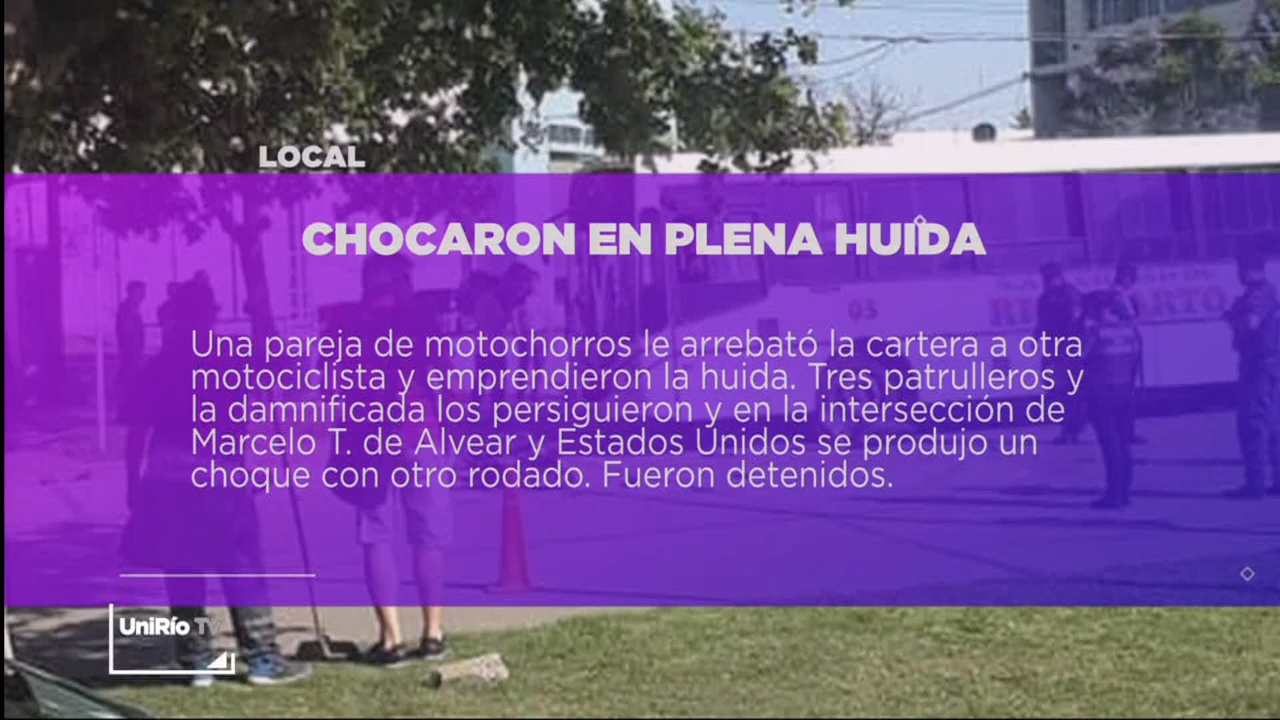 LOCAL
CHOCARON EN PLENA HUIDA
Una pareja de motochorros le arrebató la cartera a otra
motociclista y emprendieron la huida. Tres patrulleros y
la damnificada los persiguieron y en la intersección de
Marcelo T. de Alvear y Estados Unidos se produjo un
choque con otro rodado. Fueron detenidos.
05
UniRío TV